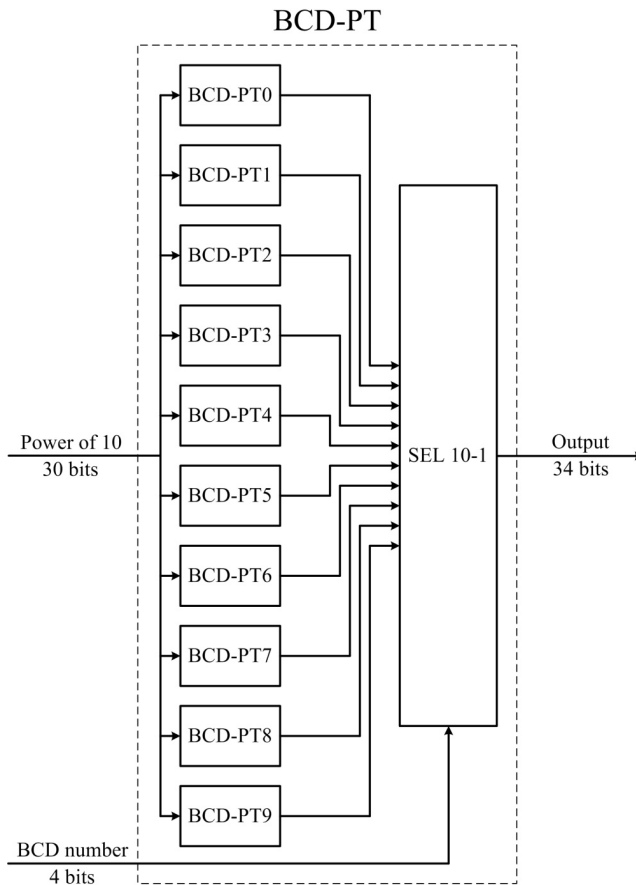 BCD-PT
BCD-PT0
BCD-PT1
BCD-PT2
BCD-PT3
BCD-PT4
Power of 10
30 bits
SEL 10-1
Output
34 bits
BCD-PT5
BCD-PT6
BCD-PT7
BCD-PT8
BCD-PT9
BCD number
4 bits